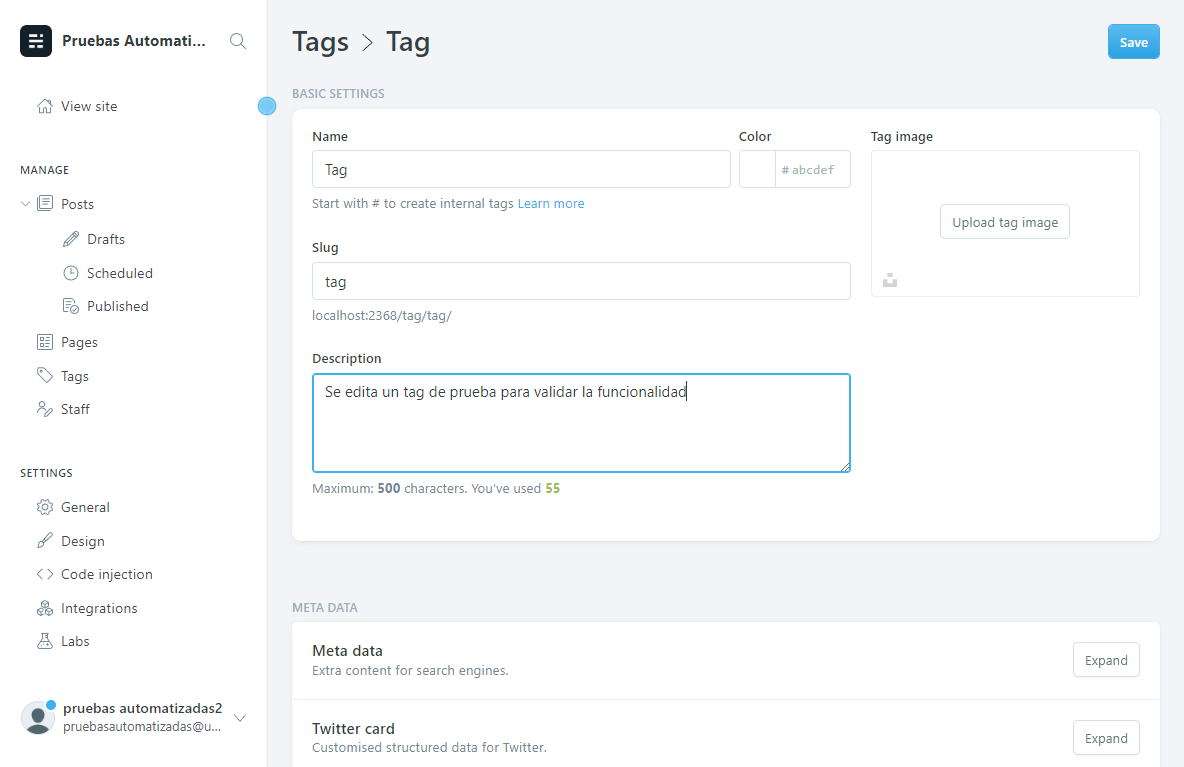 Pruebas Automati...
View site
MANAGE
Posts
Drafts
Scheduled
Published
Pages
Tags
Staff
SETTINGS
General
Design
Code injection
Integrations
Labs
pruebas automatizadas2
pruebasautomatizadas@u...
Tags > Tag
Save
BASIC SETTINGS
Name
Tag
Start with # to create internal tags Learn more
Color
# abcdef
Slug
tag
localhost:2368/tag/tag/
Description
Se edita un tag de prueba para validar la funcionalidad
Maximum: 500 characters. You've used 55
Tag image
Upload tag image
META DATA
Meta data
Extra content for search engines.
Expand
Twitter card
Customised structured data for Twitter.
Expand